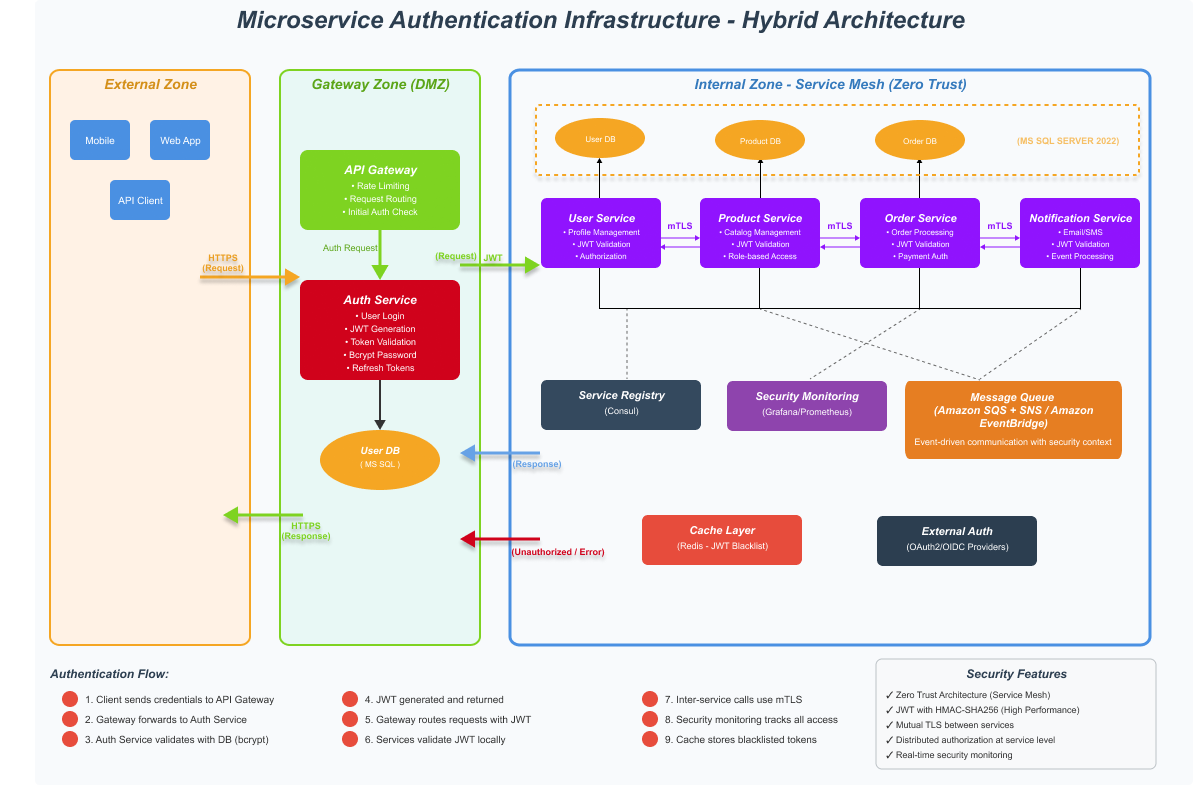 Microservice Authentication Infrastructure - Hybrid Architecture
External Zone
Mobile
Web App
API Client
HTTPS
(Request)
Gateway Zone (DMZ)
API Gateway
• Rate Limiting
• Request Routing
• Initial Auth Check
Auth Request
(Request) JWT
Auth Service
• User Login
• JWT Generation
• Token Validation
• Bcrypt Password
• Refresh Tokens
User DB
( MS SQL )
HTTPS
(Response)
Internal Zone - Service Mesh (Zero Trust)
User DB
Product DB
Order DB
(MS SQL SERVER 2022)
User Service
• Profile Management
• JWT Validation
• Authorization
mTLS
Product Service
• Catalog Management
• JWT Validation
• Role-based Access
mTLS
Order Service
• Order Processing
• JWT Validation
• Payment Auth
mTLS
Notification Service
• Email/SMS
• JWT Validation
• Event Processing
Service Registry
(Consul)
Security Monitoring
(Grafana/Prometheus)
Message Queue
(Amazon SQS + SNS / Amazon
EventBridge)
Event-driven communication with security context
(Response)
(Unauthorized / Error)
Cache Layer
(Redis - JWT Blacklist)
External Auth
(OAuth2/OIDC Providers)
Authentication Flow:
1. Client sends credentials to API Gateway
2. Gateway forwards to Auth Service
3. Auth Service validates with DB (bcrypt)
4. JWT generated and returned
5. Gateway routes requests with JWT
6. Services validate JWT locally
7. Inter-service calls use mTLS
8. Security monitoring tracks all access
9. Cache stores blacklisted tokens
Security Features
✓ Zero Trust Architecture (Service Mesh)
✓ JWT with HMAC-SHA256 (High Performance)
✓ Mutual TLS between services
✓ Distributed authorization at service level
✓ Real-time security monitoring